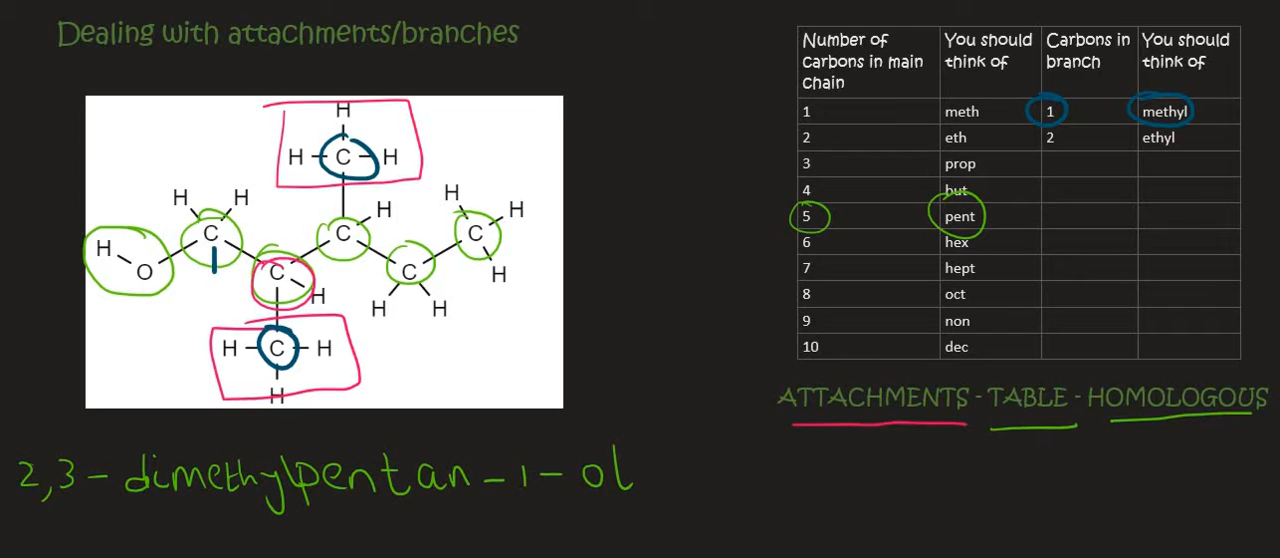 Dealing with attachments/branches
H
H C H
H H H H H
H C C C H
O C C H
H H H
H C H
H
2,3 - dimethylpentan - 1 - ol
Number of carbons in main chain You should think of Carbons in branch You should think of
1 meth 1 methyl
2 eth 2 ethyl
3 prop
4 but
5 pent
6 hex
7 hept
8 oct
9 non
10 dec
ATTACHMENTS - TABLE - HOMOLOGOUS